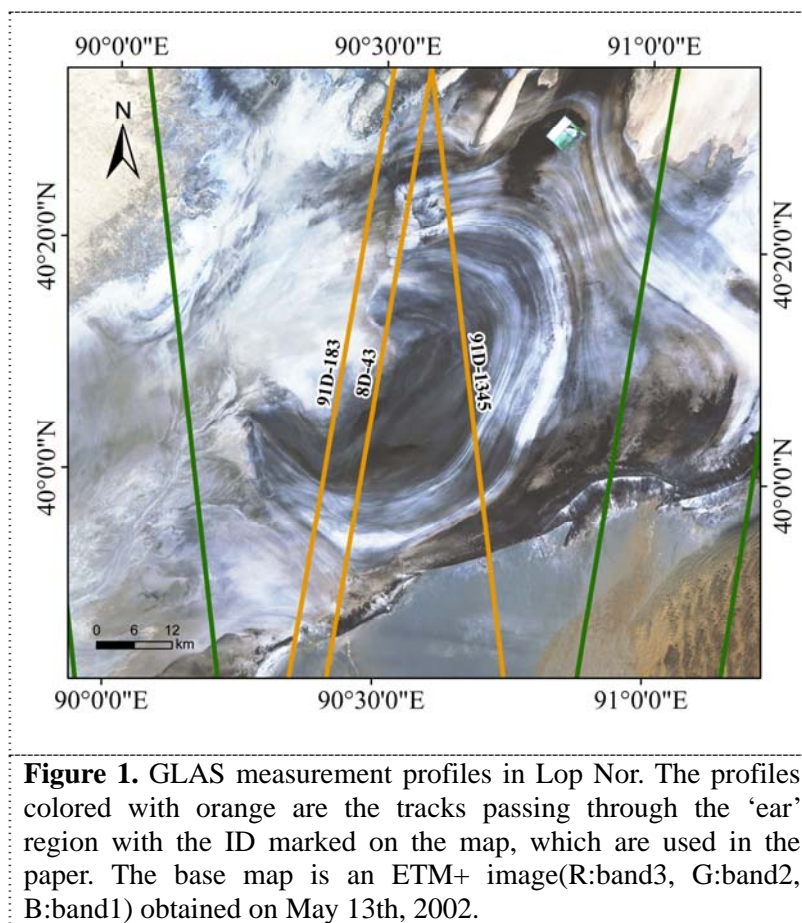 90°0'0"E 90°30'0"E 91°0'0"E
N
40°20'0"N
40°20'0"N
91D-183
8D-43
91D-1345
40°0'0"N
40°0'0"N
0 6 12
km
90°0'0"E 90°30'0"E 91°0'0"E
Figure 1. GLAS measurement profiles in Lop Nor. The profiles
colored with orange are the tracks passing through the ‘ear’
region with the ID marked on the map, which are used in the
paper. The base map is an ETM+ image(R:band3, G:band2,
B:band1) obtained on May 13th, 2002.